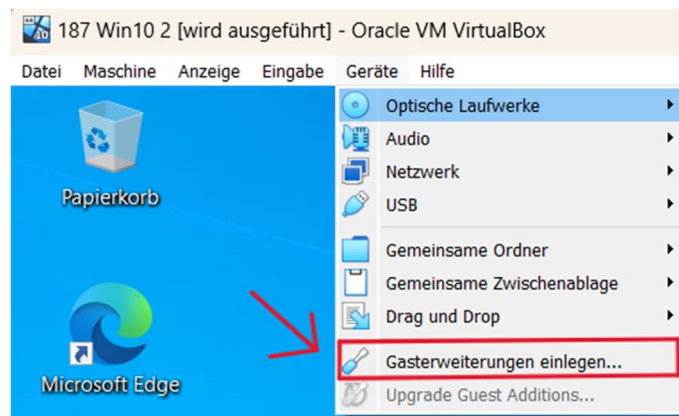 187 Win10 2 [wird ausgeführt] - Oracle VM VirtualBox
Datei Maschine Anzeige Eingabe Geräte Hilfe
Optische Laufwerke
Audio
Netzwerk
USB
Gemeinsame Ordner
Gemeinsame Zwischenablage
Drag und Drop
Gasterweiterungen einlegen...
Upgrade Guest Additions...
Papierkorb
Microsoft Edge